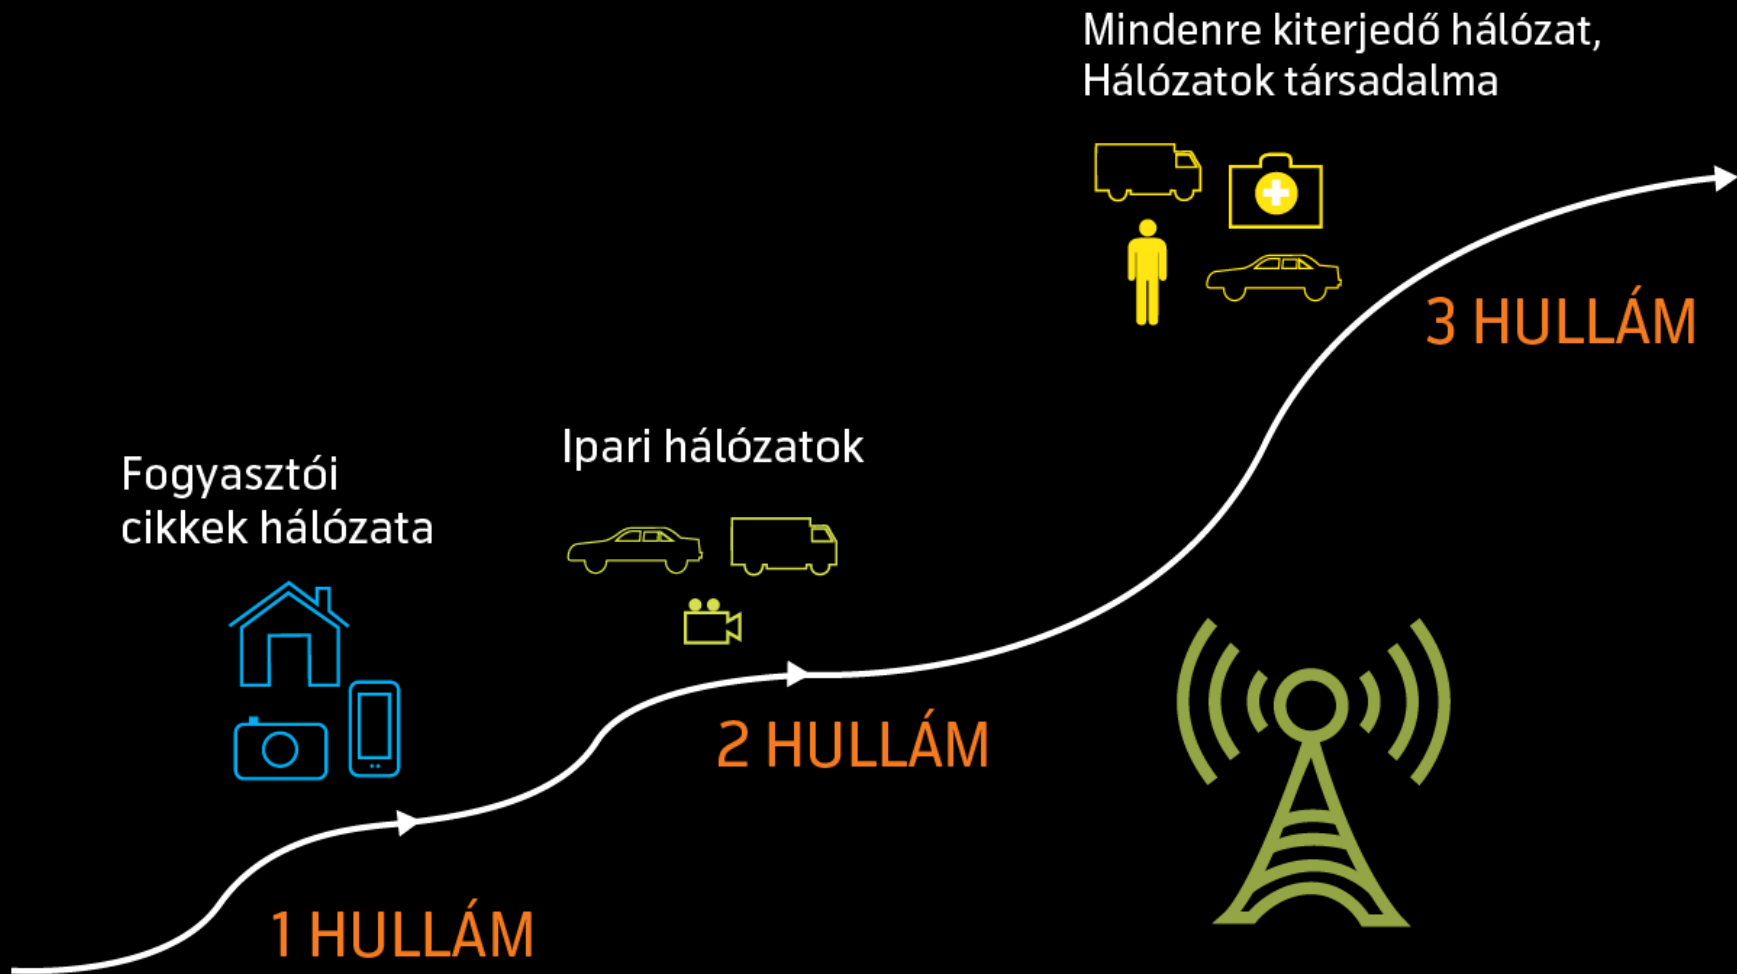 Mindenre kiterjedő hálózat,
Hálózatok társadalma
3 HULLÁM
Ipari hálózatok
Fogyasztói
cikkek hálózata
2 HULLÁM
1 HULLÁM